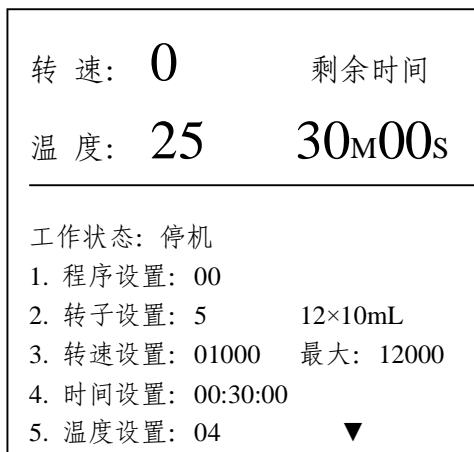 转 速： 0 剩余时间
温 度： 25 30M00S
工作状态：停机
1. 程序设置：00
2. 转子设置：5 12×10mL
3. 转速设置：01000 最大：12000
4. 时间设置：00:30:00
5. 温度设置：04 ▼